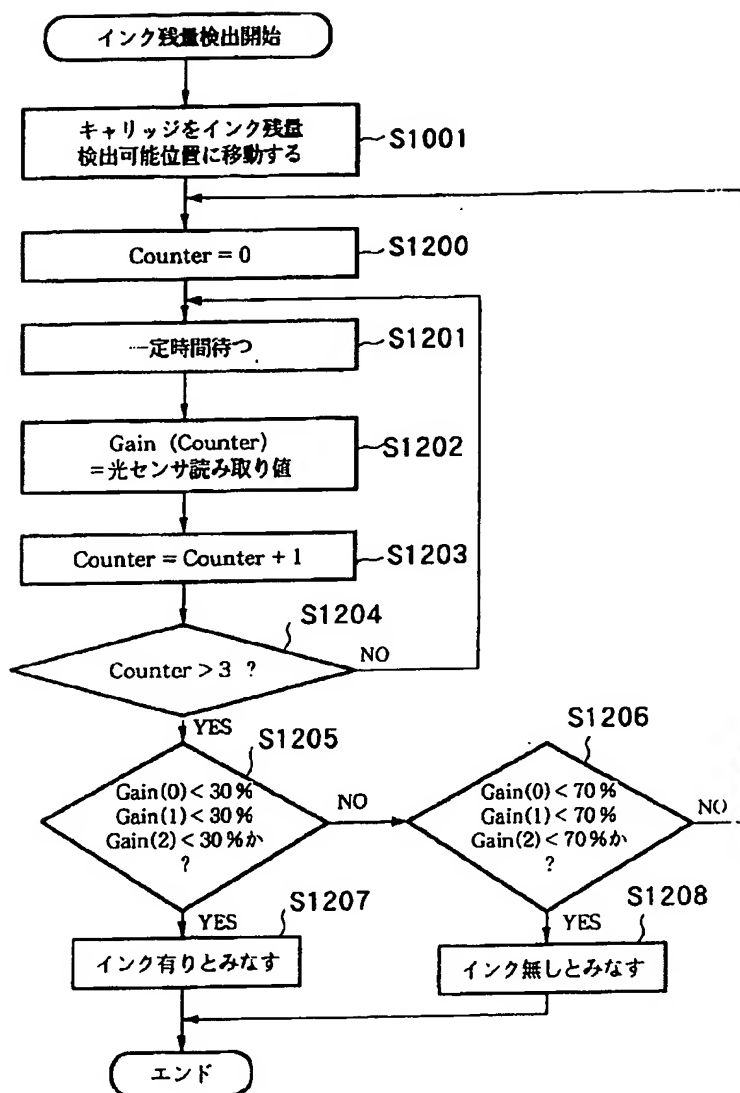 インク残量検出開始
キャリッジをインク残量
検出可能位置に移動する
S1001
Counter = 0
S1200
一定時間待つ
S1201
Gain (Counter)
=光センサ読み取り値
S1202
Counter = Counter + 1
S1203
S1204
Counter > 3 ?
NO
YES
S1205
Gain(0) < 30%
Gain(1) < 30%
Gain(2) < 30%か
?
NO
S1206
Gain(0) < 70%
Gain(1) < 70%
Gain(2) < 70%か
?
NO
YES
S1207
インク有りとみなす
YES
S1208
インク無しとみなす
エンド